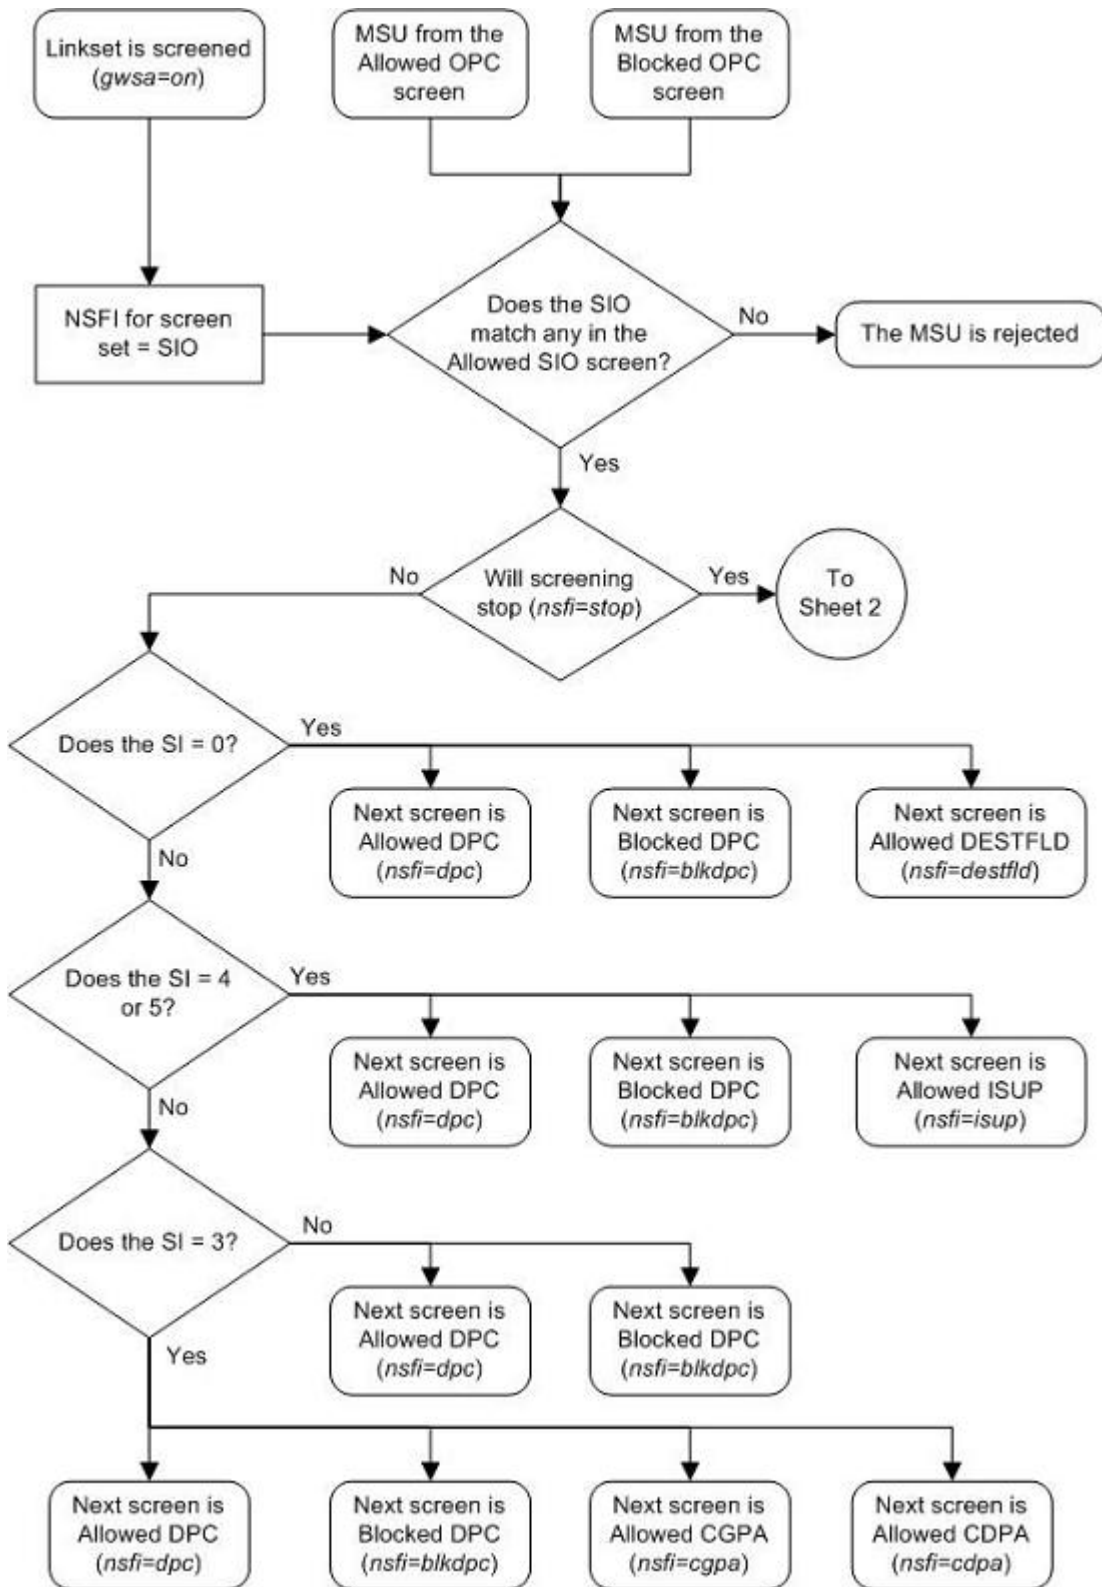 Linkset is screened
(gwsa=on)
MSU from the
Allowed OPC
screen
MSU from the
Blocked OPC
screen
NSFI for screen
set = SIO
Does the SIO
match any in the
Allowed SIO screen?
No
The MSU is rejected
Yes
Will screening
stop (nsfi=stop)
No
Yes
To
Sheet 2
Does the SI = 0?
Yes
Next screen is
Allowed DPC
(nsfi=dpc)
Next screen is
Blocked DPC
(nsfi=blkdpc)
Next screen is
Allowed DESTFLD
(nsfi=destfld)
No
Does the SI = 4
or 5?
Yes
Next screen is
Allowed DPC
(nsfi=dpc)
Next screen is
Blocked DPC
(nsfi=blkdpc)
Next screen is
Allowed ISUP
(nsfi=isup)
No
Does the SI = 3?
No
Next screen is
Allowed DPC
(nsfi=dpc)
Next screen is
Blocked DPC
(nsfi=blkdpc)
Yes
Next screen is
Allowed DPC
(nsfi=dpc)
Next screen is
Blocked DPC
(nsfi=blkdpc)
Next screen is
Allowed CGPA
(nsfi=cgpa)
Next screen is
Allowed CDPA
(nsfi=cdpa)